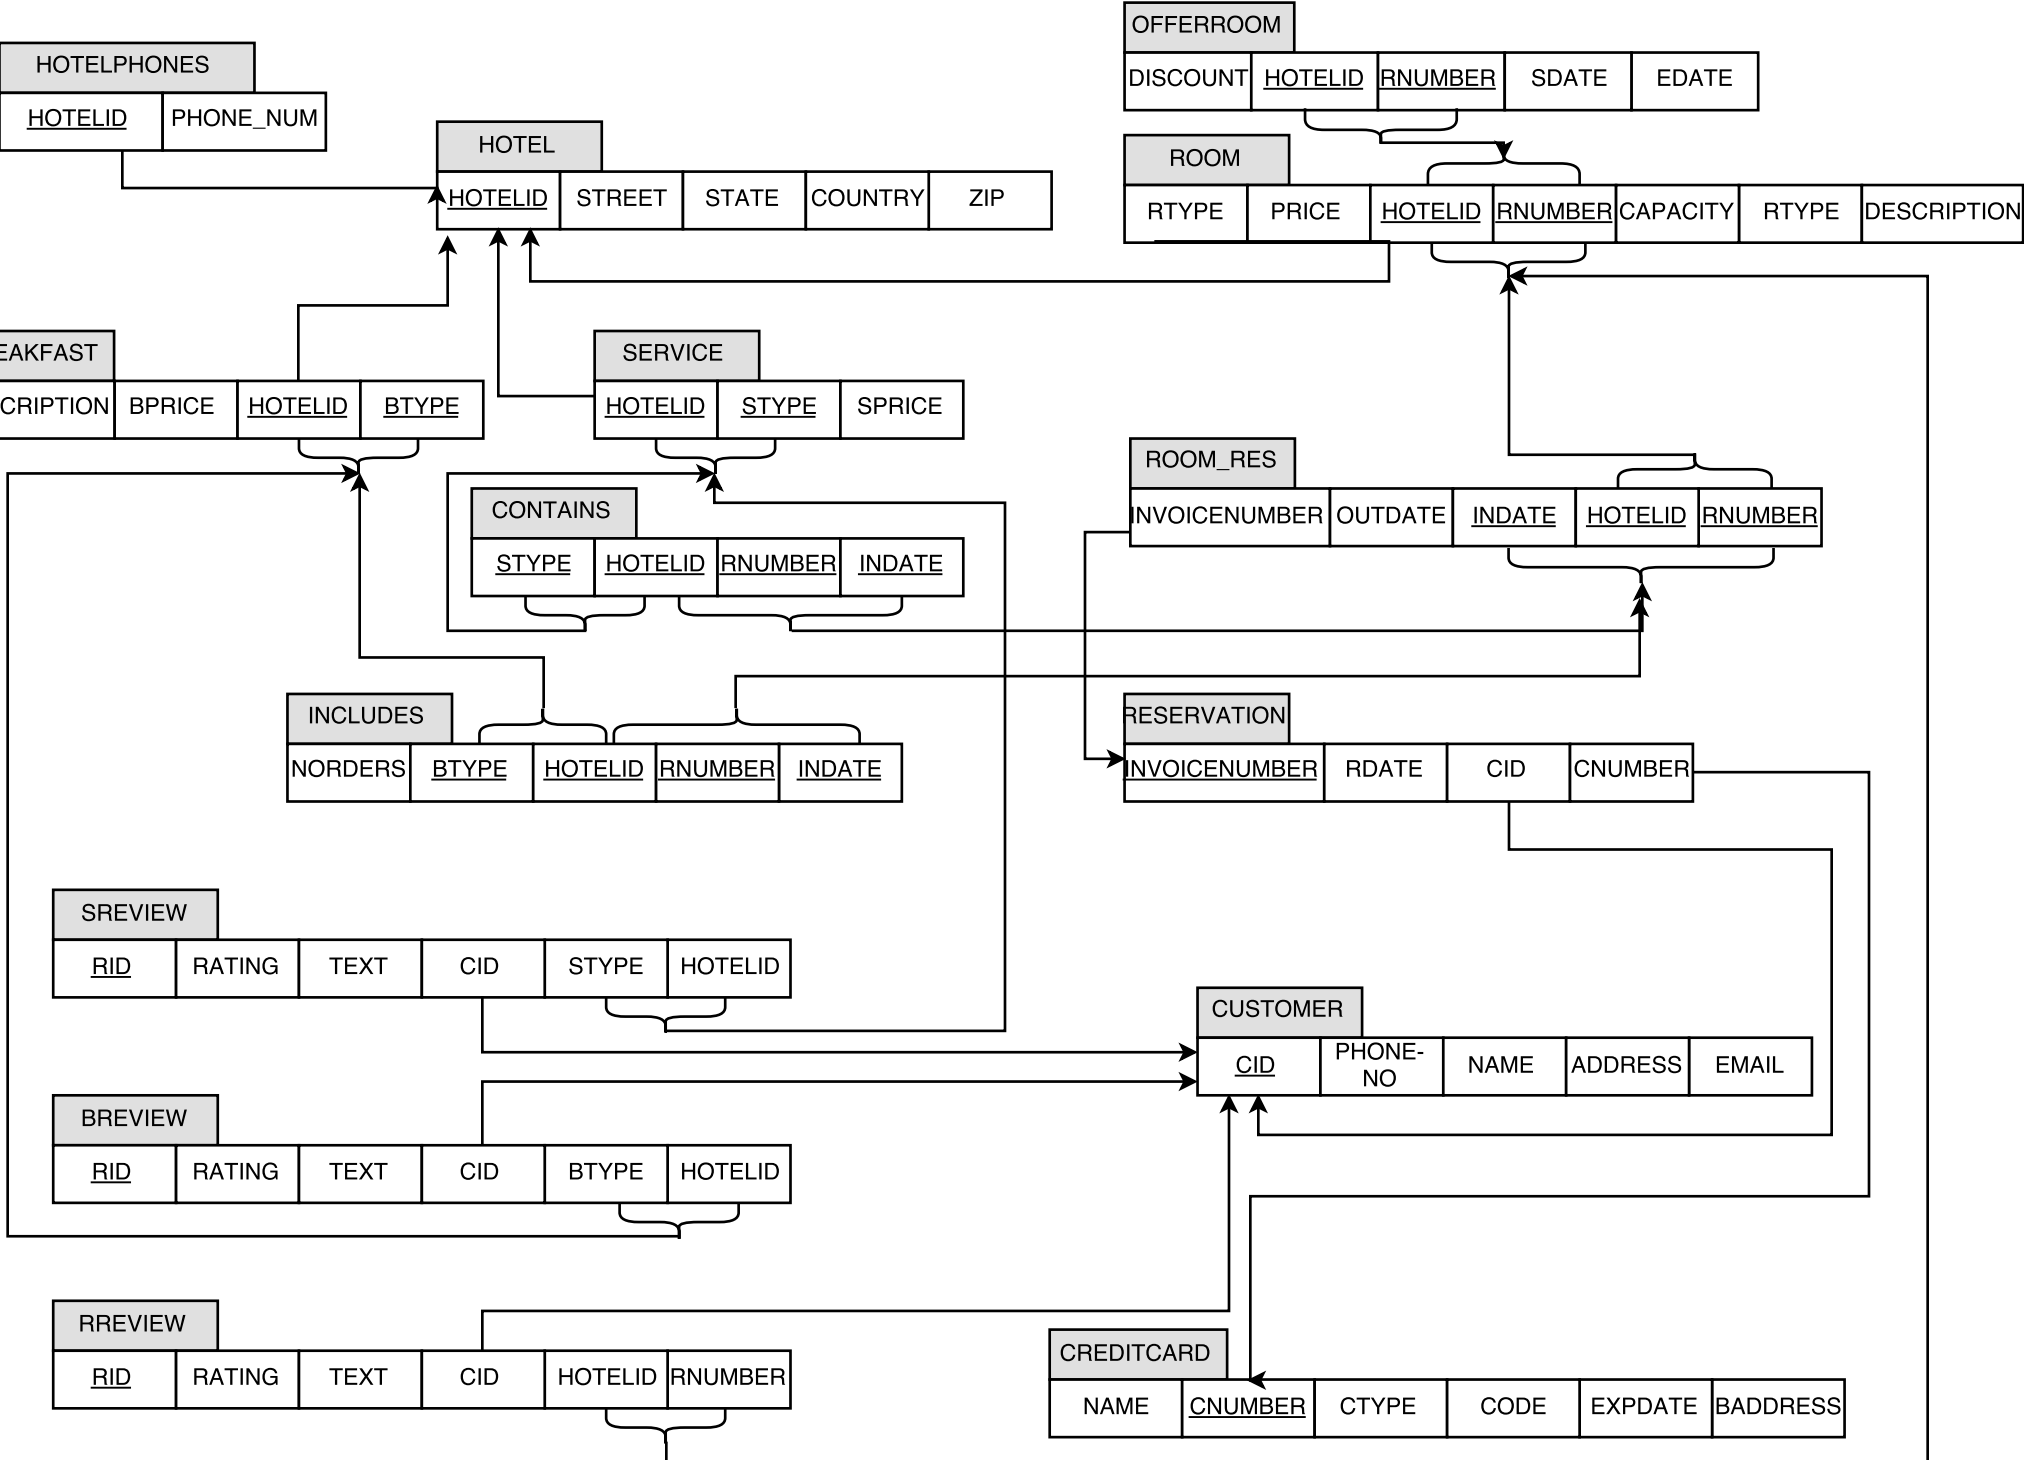 OFFERROOM
DISCOUNT HOTELID RNUMBER SDATE EDATE
HOTELPHONES
HOTELID PHONE_NUM
HOTEL
HOTELID STREET STATE COUNTRY ZIP
ROOM
RTYPE PRICE HOTELID RNUMBER CAPACITY RTYPE DESCRIPTION
EAKFAST
CRIPTION BPRICE HOTELID BTYPE
SERVICE
HOTELID STYPE SPRICE
ROOM_RES
INVOICENUMBER OUTDATE INDATE HOTELID RNUMBER
CONTAINS
STYPE HOTELID RNUMBER INDATE
INCLUDES
NORDERS BTYPE HOTELID RNUMBER INDATE
RESERVATION
INVOICENUMBER RDATE CID CNUMBER
SREVIEW
RID RATING TEXT CID STYPE HOTELID
CUSTOMER
CID PHONE-
NO NAME ADDRESS EMAIL
BREVIEW
RID RATING TEXT CID BTYPE HOTELID
RREVIEW
RID RATING TEXT CID HOTELID RNUMBER
CREDITCARD
NAME CNUMBER CTYPE CODE EXPDATE BADDRESS